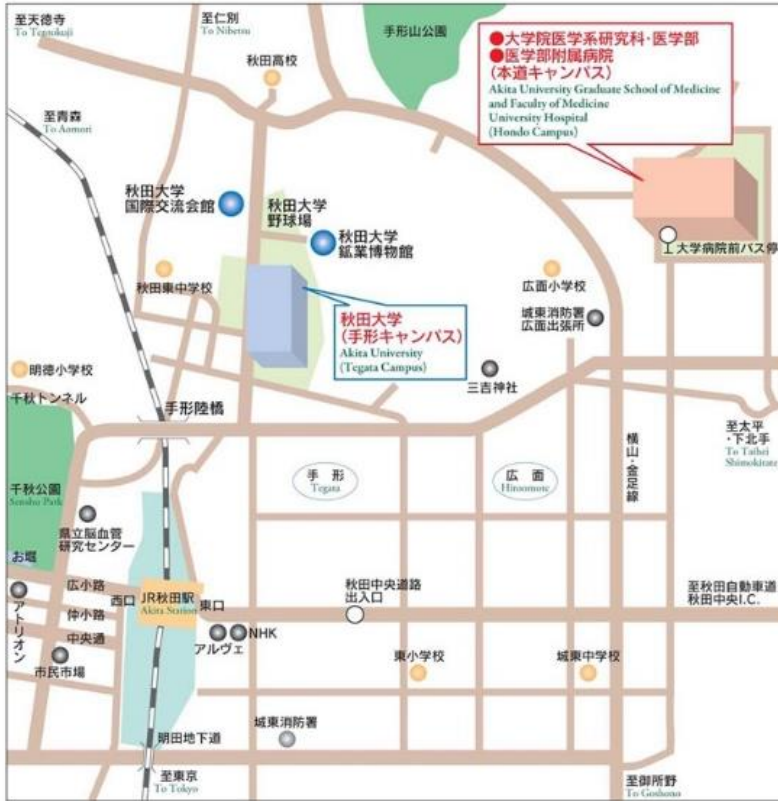 至天徳寺
To Tentokuji
至仁別
To Nibetsu
手形山公園
秋田高校
●大学院医学系研究科・医学部
●医学部附属病院
(本道キャンパス)
Akita University Graduate School of Medicine
and Faculty of Medicine
University Hospital
(Hondo Campus)
至青森
To Aomori
秋田大学
国際交流会館
秋田大学
野球場
秋田大学
鉱業博物館
大学病院前バス停
秋田東中学校
広面小学校
秋田大学
(手形キャンパス)
Akita University
(Tegata Campus)
城東消防署
広面出張所
明徳小学校
三吉神社
千秋トンネル
手形陸橋
至太平
・下北手
To Taihei
Shimokitate
横山・金足線
手形
Tegata
広面
Hiroomote
千秋公園
Senshu Park
県立脳血管
研究センター
お堀
広小路
西口
JR秋田駅
Akita Station
東口
秋田中央道路
出入口
至秋田自動車道
秋田中央I.C.
アトリオン
仲小路
中央通
NHK
アルヴェ
市民市場
東小学校
城東中学校
明田地下道
城東消防署
至東京
To Tokyo
至御所野
To Goshono